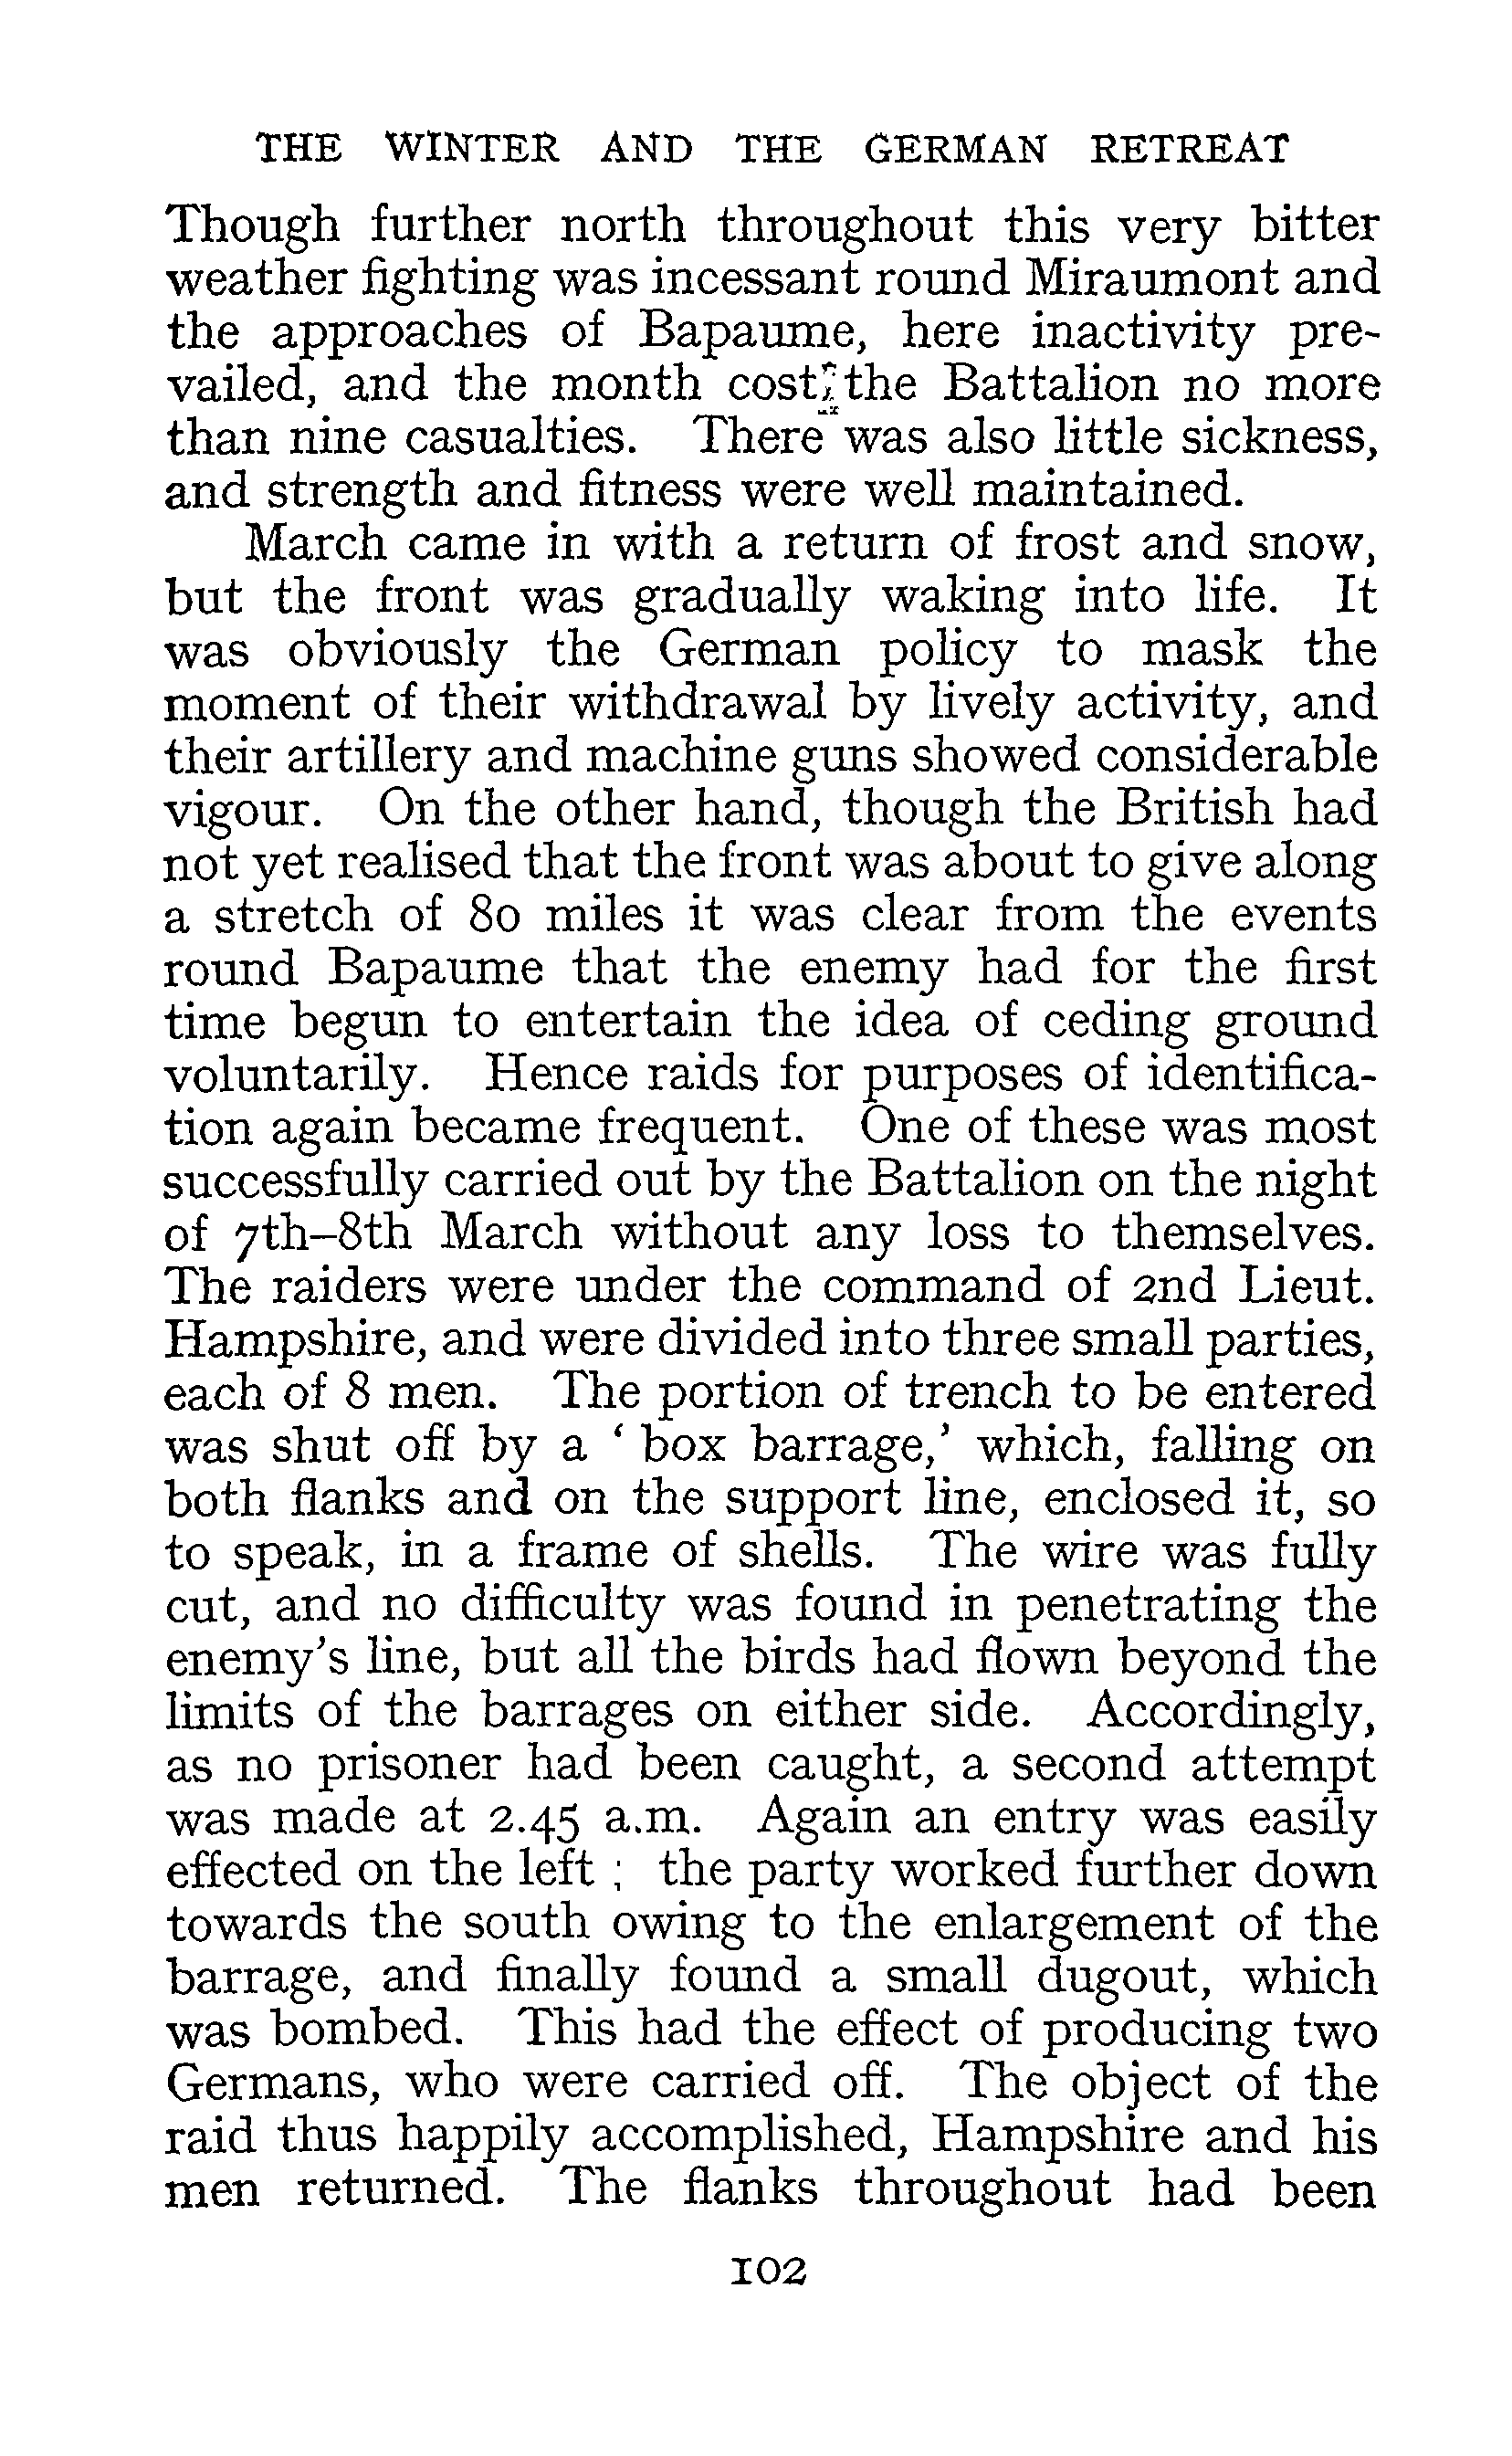 THE WINTER AND THE GERMAN RETREAT
Though further north throughout this very bitter
weather fighting was incessant round Miraumont and
the approaches of Bapaume, here inactivity pre-
vailed, and the month cost the Battalion no more
than nine casualties. There was also little sickness,
and strength and fitness were well maintained.
March came in with a return of frost and snow,
but the front was gradually waking into life. It
was obviously the German policy to mask the
moment of their withdrawal by lively activity, and
their artillery and machine guns showed considerable
vigour. On the other hand, though the British had
not yet realised that the front was about to give along
a stretch of 80 miles it was clear from the events
round Bapaume that the enemy had for the first
time begun to entertain the idea of ceding ground
voluntarily. Hence raids for purposes of identifica-
tion again became frequent. One of these was most
successfully carried out by the Battalion on the night
of 7th–8th March without any loss to themselves.
The raiders were under the command of 2nd Lieut.
Hampshire, and were divided into three small parties,
each of 8 men. The portion of trench to be entered
was shut off by a ‘ box barrage,’ which, falling on
both flanks and on the support line, enclosed it, so
to speak, in a frame of shells. The wire was fully
cut, and no difficulty was found in penetrating the
enemy’s line, but all the birds had flown beyond the
limits of the barrages on either side. Accordingly,
as no prisoner had been caught, a second attempt
was made at 2.45 a.m. Again an entry was easily
effected on the left ; the party worked further down
towards the south owing to the enlargement of the
barrage, and finally found a small dugout, which
was bombed. This had the effect of producing two
Germans, who were carried off. The object of the
raid thus happily accomplished, Hampshire and his
men returned. The flanks throughout had been
102